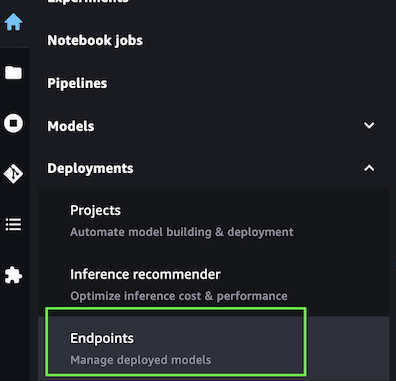 Experiments
Notebook jobs
Pipelines
Models
Deployments
Projects
Automate model building & deployment
Inference recommender
Optimize inference cost & performance
Endpoints
Manage deployed models